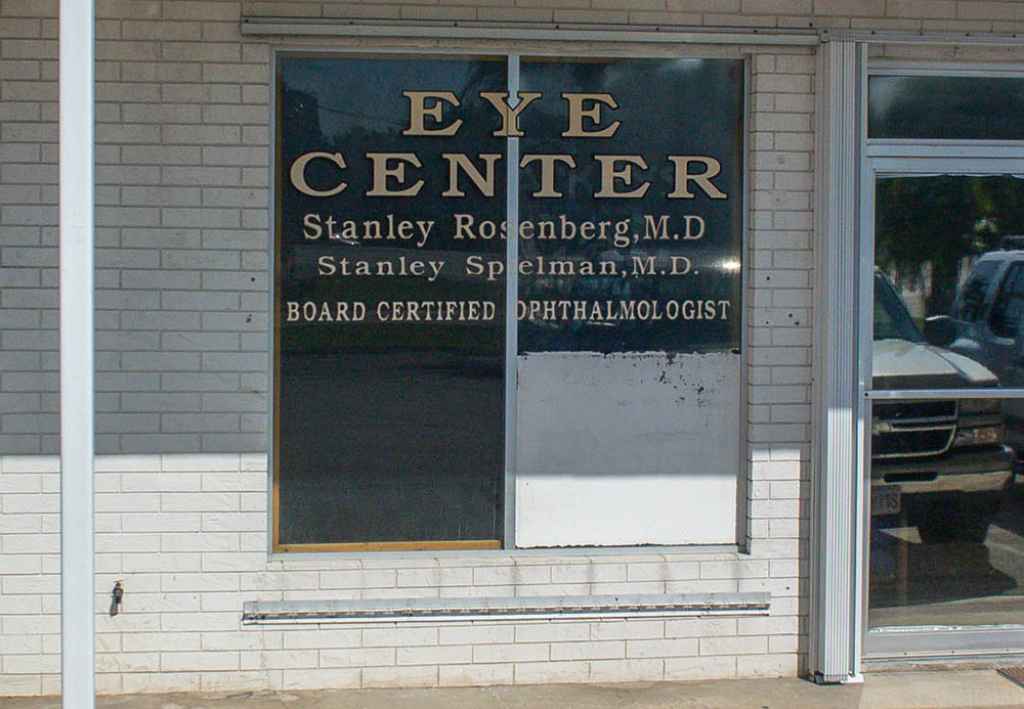 EYE
CENTER
Stanley Rosenberg,M.D
Stanley Spielman,M.D.
BOARD CERTIFIED OPHTHALMOLOGIST